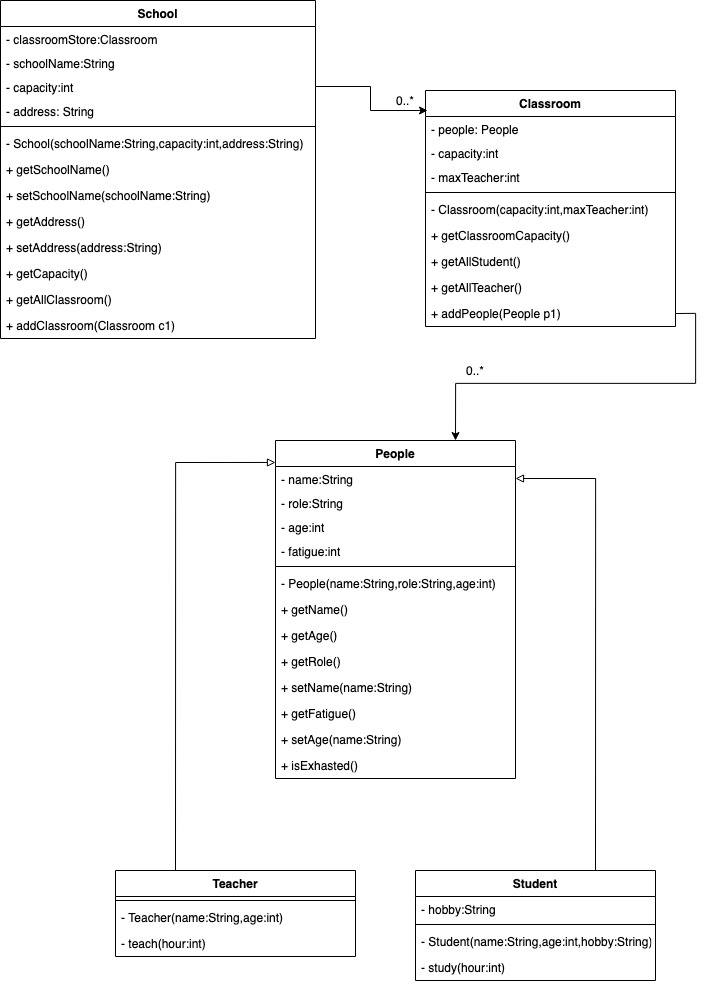 School
- classroomStore:Classroom
- schoolName:String
- capacity:int
- address: String
- School(schoolName:String,capacity:int,address:String)
+ getSchoolName()
+ setSchoolName(schoolName:String)
+ getAddress()
+ setAddress(address:String)
+ getCapacity()
+ getAllClassroom()
+ addClassroom(Classroom c1)
0..*
Classroom
- people: People
- capacity:int
- maxTeacher:int
- Classroom(capacity:int,maxTeacher:int)
+ getClassroomCapacity()
+ getAllStudent()
+ getAllTeacher()
+ addPeople(People p1)
0..*
People
- name:String
- role:String
- age:int
- fatigue:int
- People(name:String,role:String,age:int)
+ getName()
+ getAge()
+ getRole()
+ setName(name:String)
+ getFatigue()
+ setAge(name:String)
+ isExhasted()
Teacher
- Teacher(name:String,age:int)
- teach(hour:int)
Student
- hobby:String
- Student(name:String,age:int,hobby:String)
- study(hour:int)